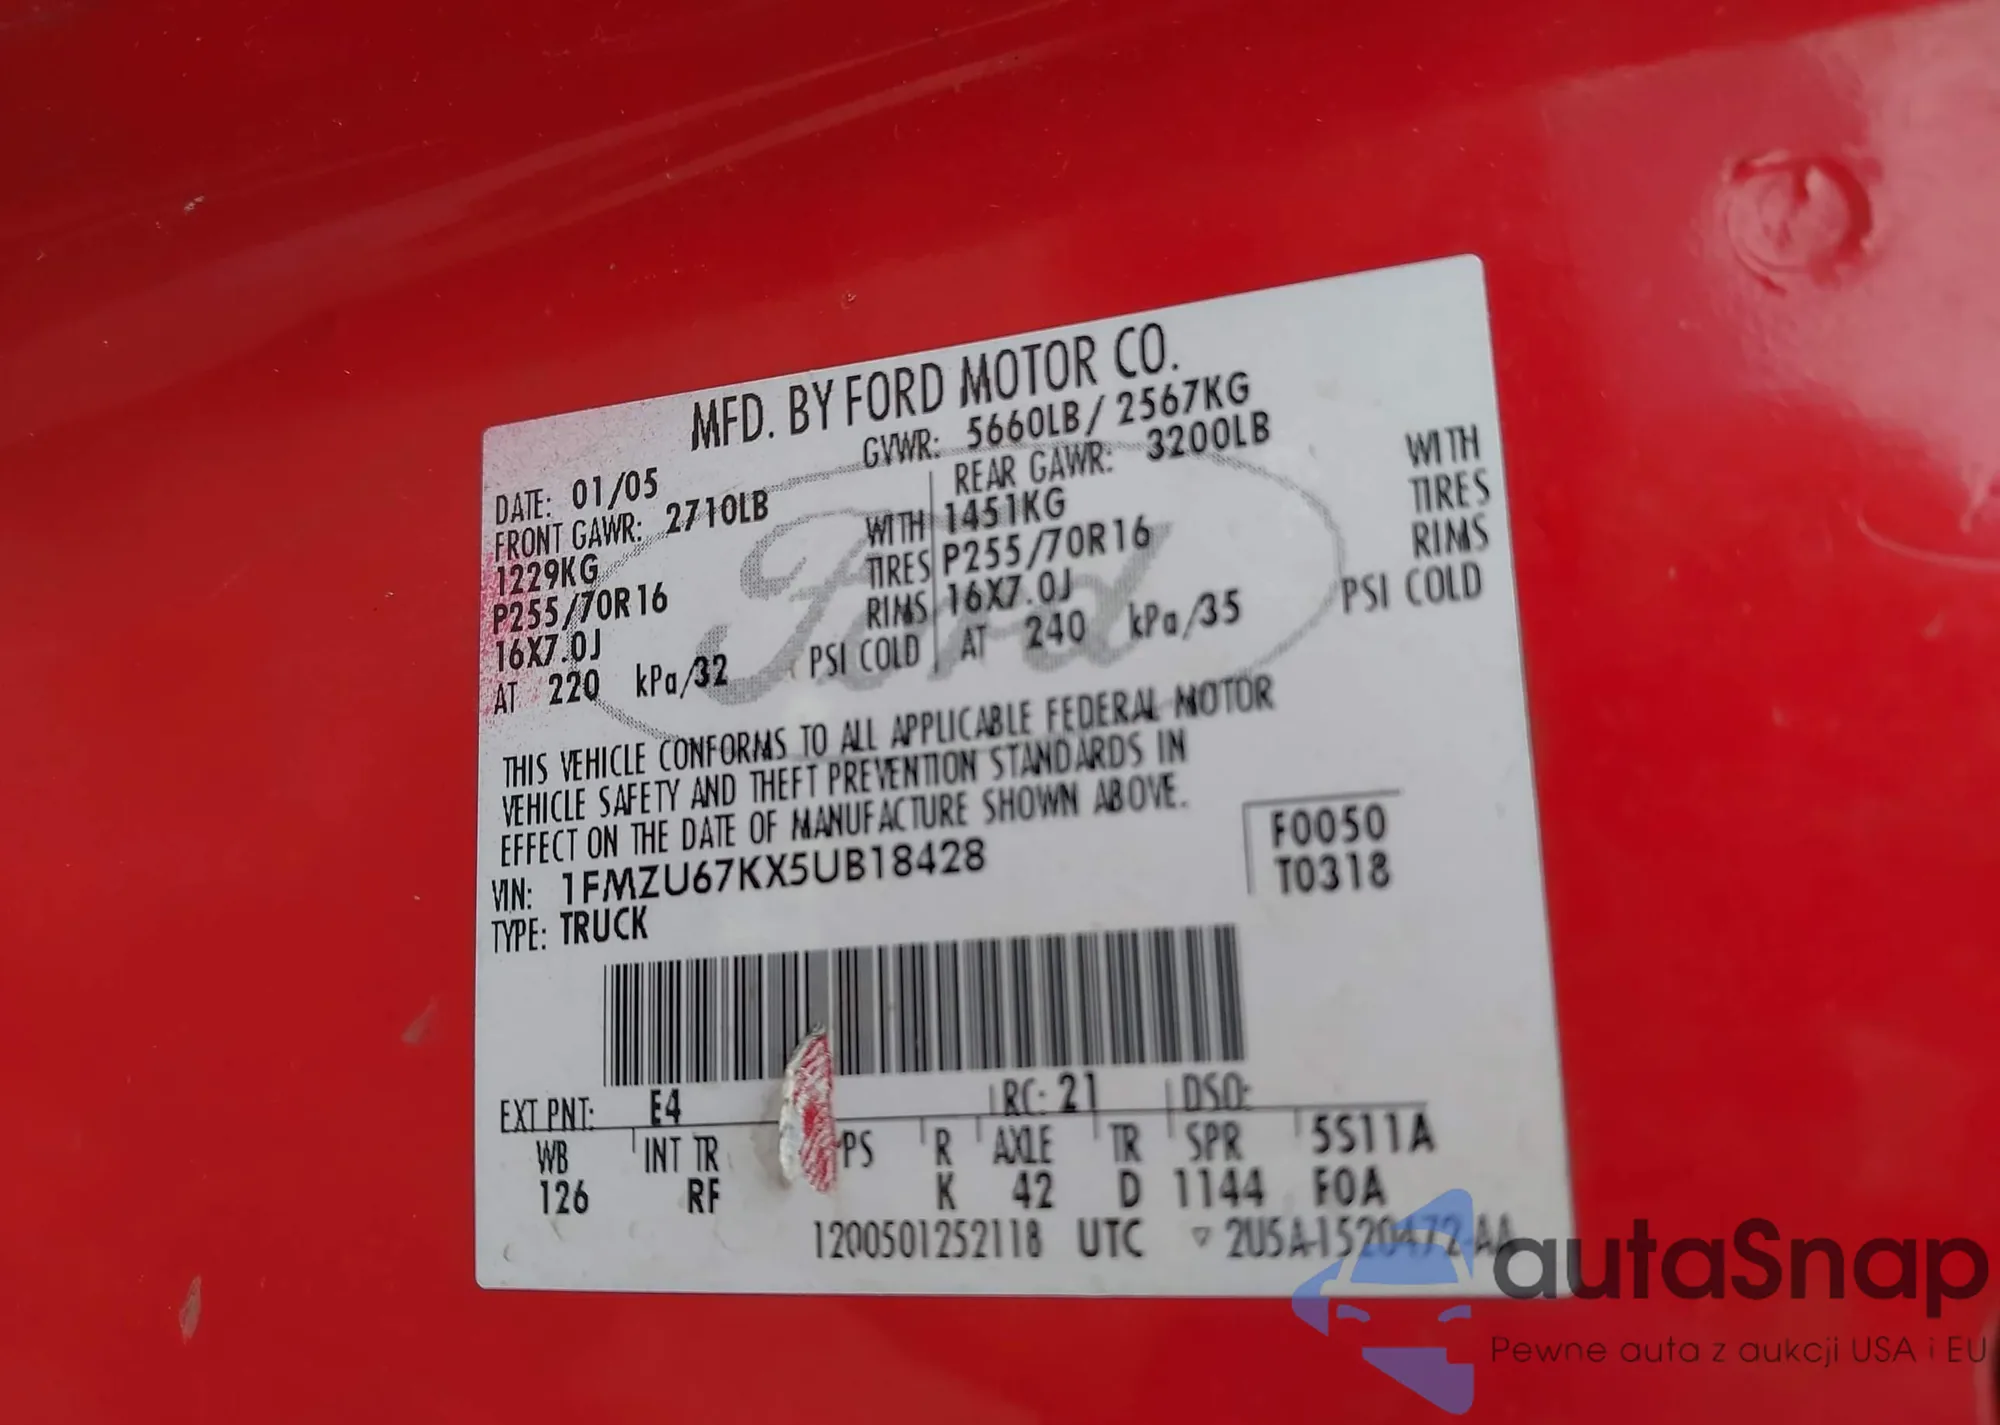 MFD. BY FORD MOTOR CO.
GVWR: 5660LB / 2567KG
DATE: 01/05
FRONT GAWR: 2710LB
1229KG WITH
P255/70R16 TIRES
16X7.0J RIMS
AT 220 kPa/32 PSI COLD
REAR GAWR: 3200LB
1451KG WITH
P255/70R16 TIRES
16X7.0J RIMS
AT 240 kPa/35 PSI COLD
Ford
THIS VEHICLE CONFORMS TO ALL APPLICABLE FEDERAL MOTOR
VEHICLE SAFETY AND THEFT PREVENTION STANDARDS IN
EFFECT ON THE DATE OF MANUFACTURE SHOWN ABOVE.
VIN: 1FMZU67KX5UB18428
F0050
T0318
TYPE: TRUCK
EXT PNT: E4 RC: 21 DSO:
WB INT TR PS R AXLE TR SPR 5S11A
126 RF K 42 D 1144 F0A
1200501252118 UTC ▽ 2U5A-1520472-AA
autaSnap
Pewne auta z aukcji USA i EU